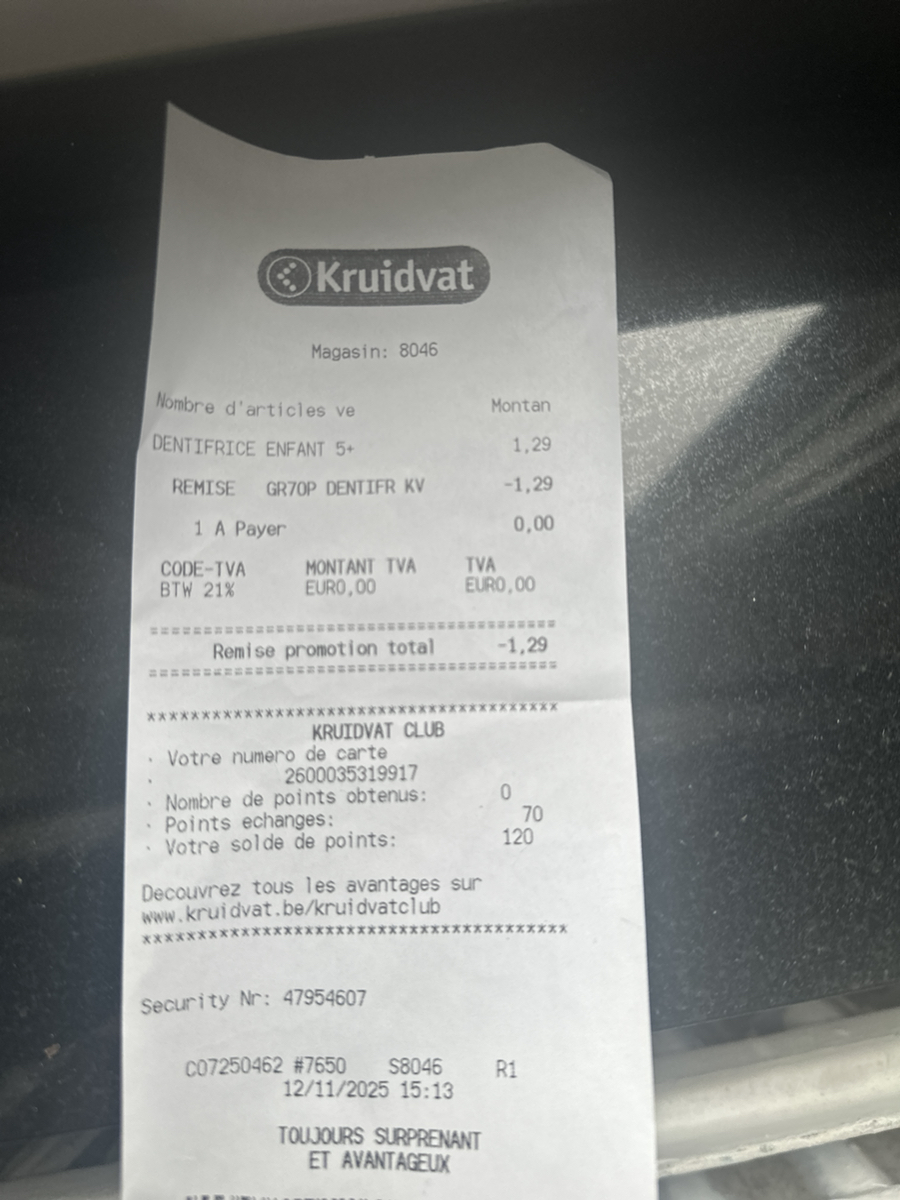 Kruidvat
Magasin: 8046
Nombre d'articles ve Montan
DENTIFRICE ENFANT 5+ 1,29
REMISE GR70P DENTIFR KV -1,29
1 A Payer 0,00
CODE-TVA MONTANT TVA TVA
BTW 21% EUR0,00 EUR0,00
======================================
Remise promotion total -1,29
======================================
***************************************
KRUIDVAT CLUB
· Votre numero de carte
· 2600035319917
· Nombre de points obtenus: 0
· Points echanges: 70
· Votre solde de points: 120
Decouvrez tous les avantages sur
www.kruidvat.be/kruidvatclub
***************************************
Security Nr: 47954607
C07250462 #7650 S8046 R1
12/11/2025 15:13
TOUJOURS SURPRENANT
ET AVANTAGEUX